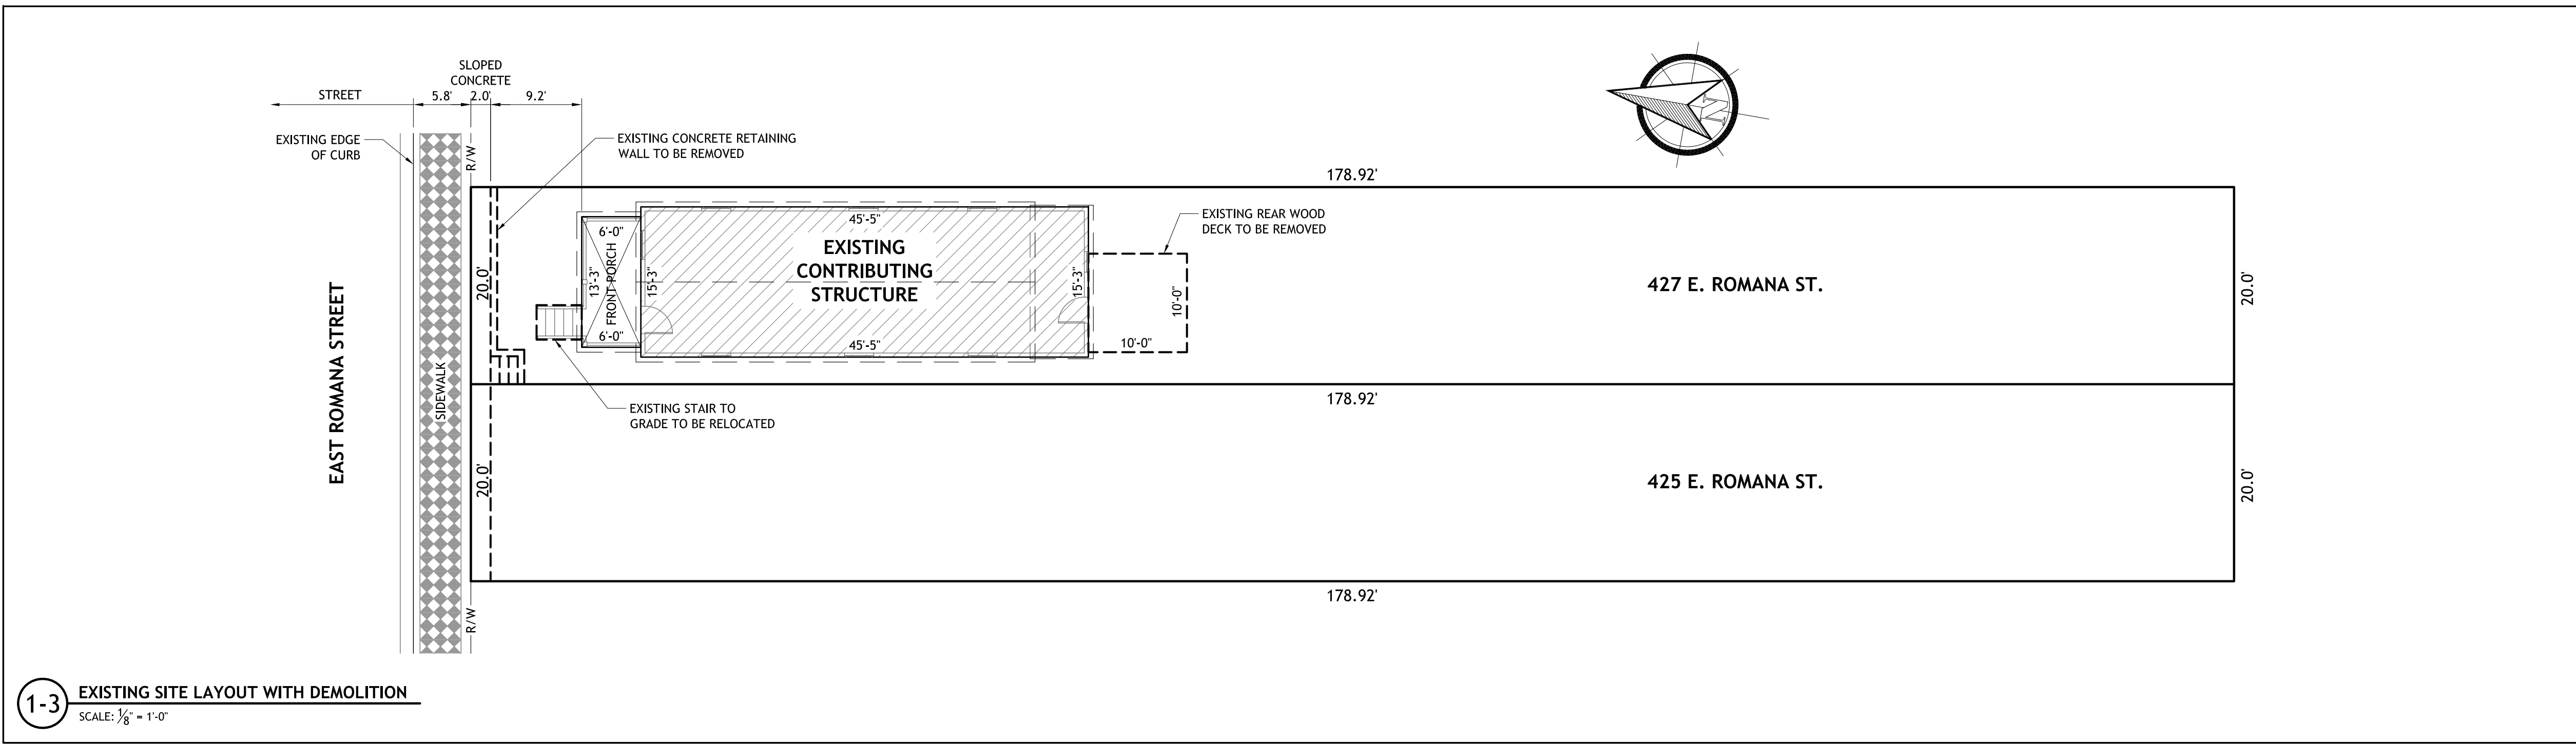 SLOPED
CONCRETE
STREET
5.8'
2.0'
9.2'
EXISTING EDGE
OF CURB
R/W
EXISTING CONCRETE RETAINING
WALL TO BE REMOVED
178.92'
EXISTING REAR WOOD
DECK TO BE REMOVED
45'-5"
6'-0"
EXISTING
CONTRIBUTING
STRUCTURE
FRONT PORCH
13'-3"
15'-3"
15'-3"
20.0'
10'-0"
427 E. ROMANA ST.
20.0'
6'-0"
45'-5"
10'-0"
N
EAST ROMANA STREET
SIDEWALK
EXISTING STAIR TO
GRADE TO BE RELOCATED
178.92'
20.0'
425 E. ROMANA ST.
20.0'
178.92'
R/W
1-3
EXISTING SITE LAYOUT WITH DEMOLITION
SCALE: 1/8" = 1'-0"